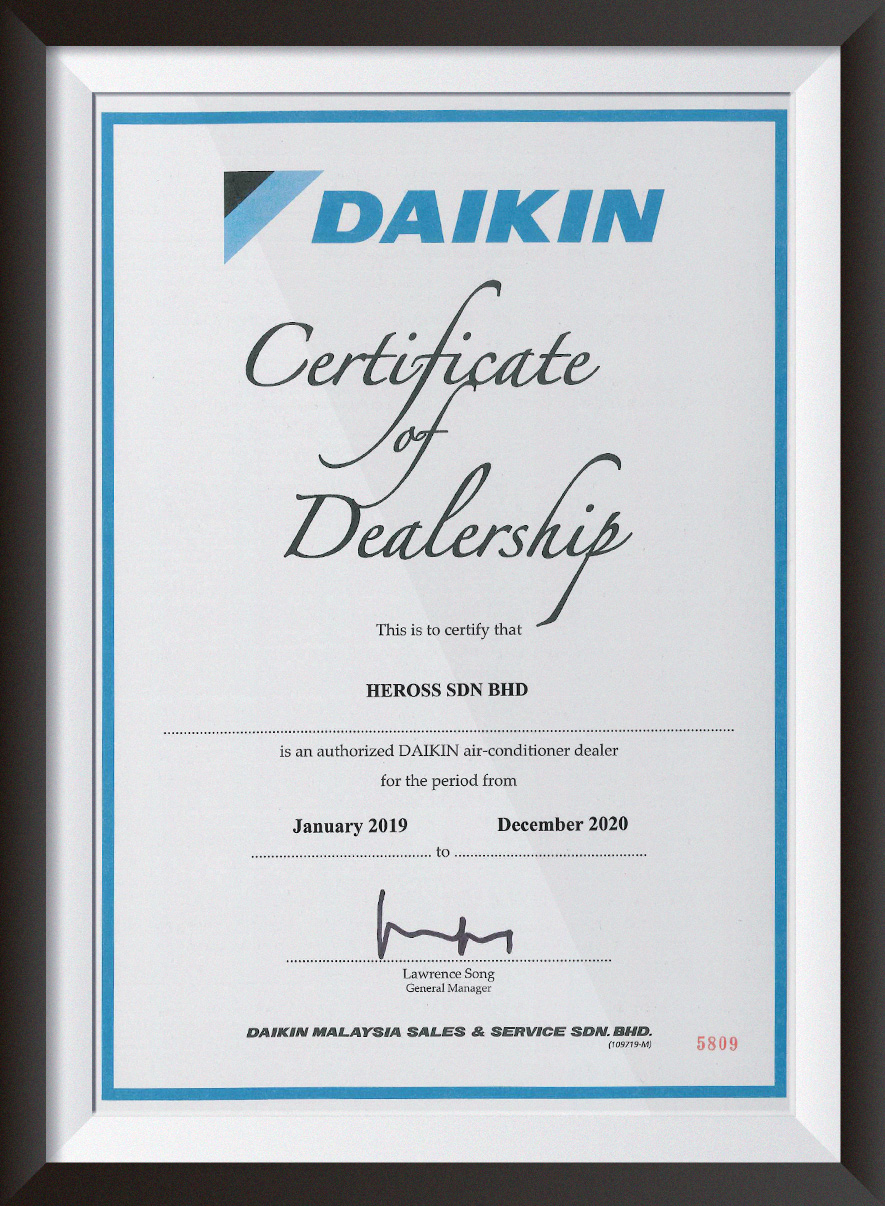 DAIKIN
Certificate
of
Dealership
This is to certify that
HEROSS SDN BHD
is an authorized DAIKIN air-conditioner dealer
for the period from
January 2019 December 2020
to
Lawrence Song
General Manager
DAIKIN MALAYSIA SALES & SERVICE SDN. BHD.
(109719-M)
5809